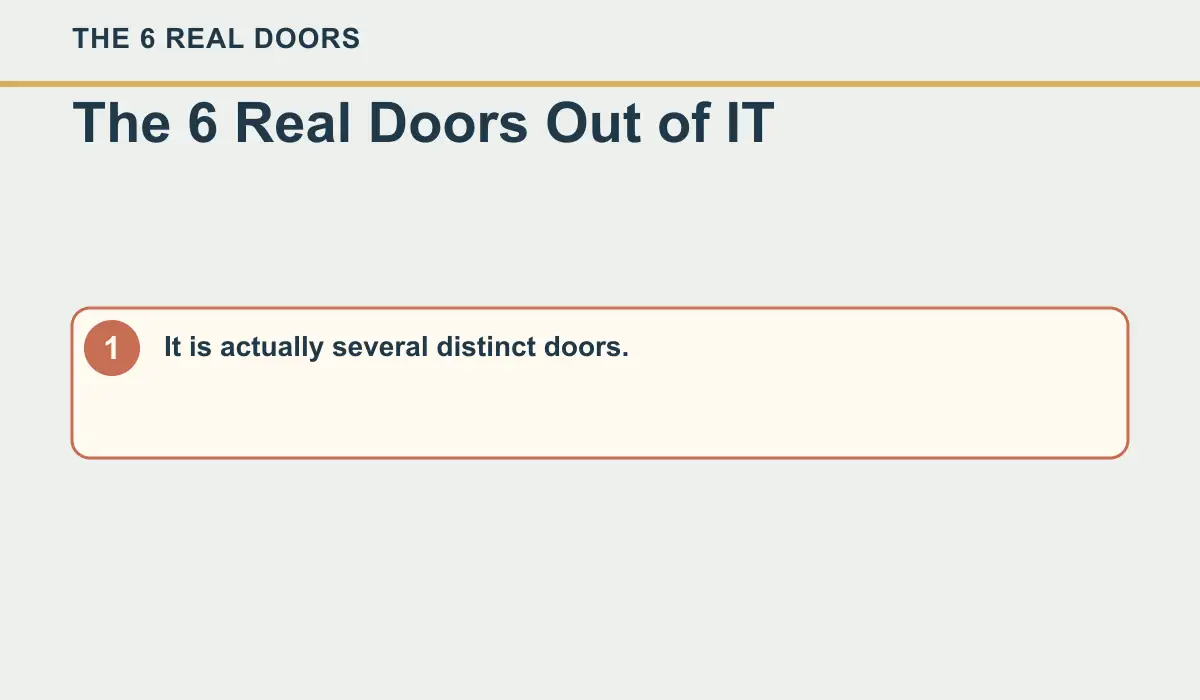 THE 6 REAL DOORS
The 6 Real Doors Out of IT
1
It is actually several distinct doors.